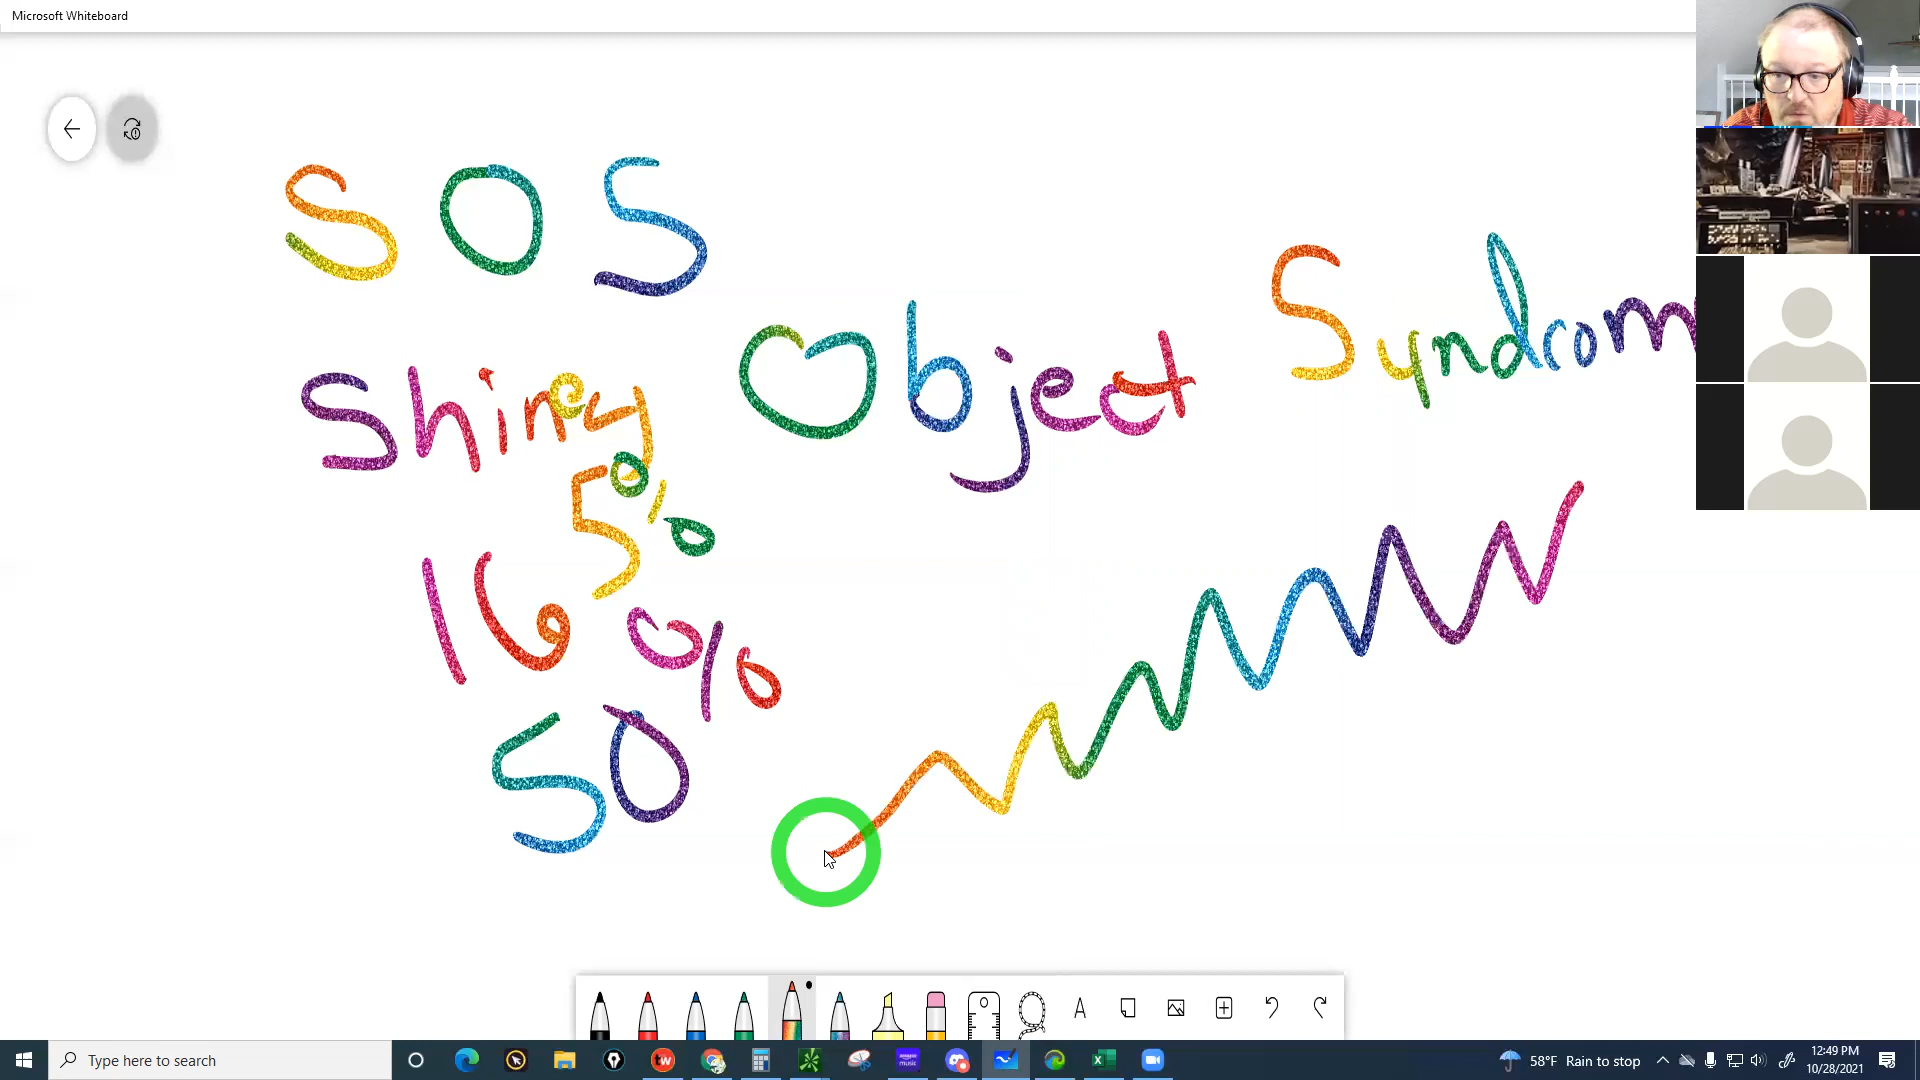 Microsoft Whiteboard
SOS
Shiney Object Syndrom
5%
16%
50
Type here to search
58°F Rain to stop
12:49 PM
10/28/2021